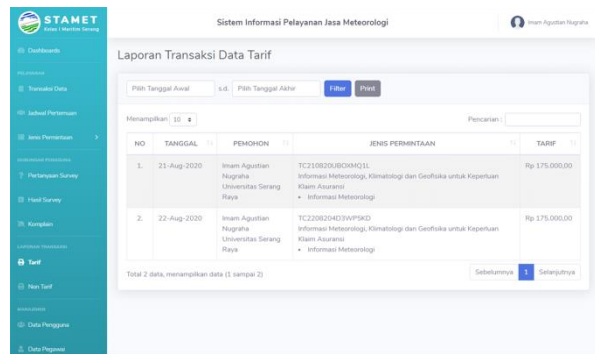 STAMET
Kelas I Maritim Serang
Sistem Informasi Pelayanan Jasa Meteorologi
Imam Agustian Nugraha
Dashboards
PELAYANAN
Transaksi Data
Jadwal Pertemuan
Jenis Permintaan
Pertanyaan Survey
Hasil Survey
Komplain
LAPORAN TRANSAKSI
Tarif
Non Tarif
MANAJEMEN
Data Pengguna
Data Pegawai
Laporan Transaksi Data Tarif
Pilih Tanggal Awal s.d. Pilih Tanggal Akhir Filter Print
Menampilkan 10 Pencarian :
NO TANGGAL PEMOHON JENIS PERMINTAAN TARIF
1. 21-Aug-2020 Imam Agustian Nugraha Universitas Serang Raya
TC210820UBOXMQ1L
Informasi Meteorologi, Klimatologi dan Geofisika untuk Keperluan
Klaim Asuransi
• Informasi Meteorologi
Rp 175.000,00
2. 22-Aug-2020 Imam Agustian Nugraha Universitas Serang Raya
TC2208204D3WPSKD
Informasi Meteorologi, Klimatologi dan Geofisika untuk Keperluan
Klaim Asuransi
• Informasi Meteorologi
Rp 175.000,00
Total 2 data, menampilkan data (1 sampai 2)
Sebelumnya 1 Selanjutnya